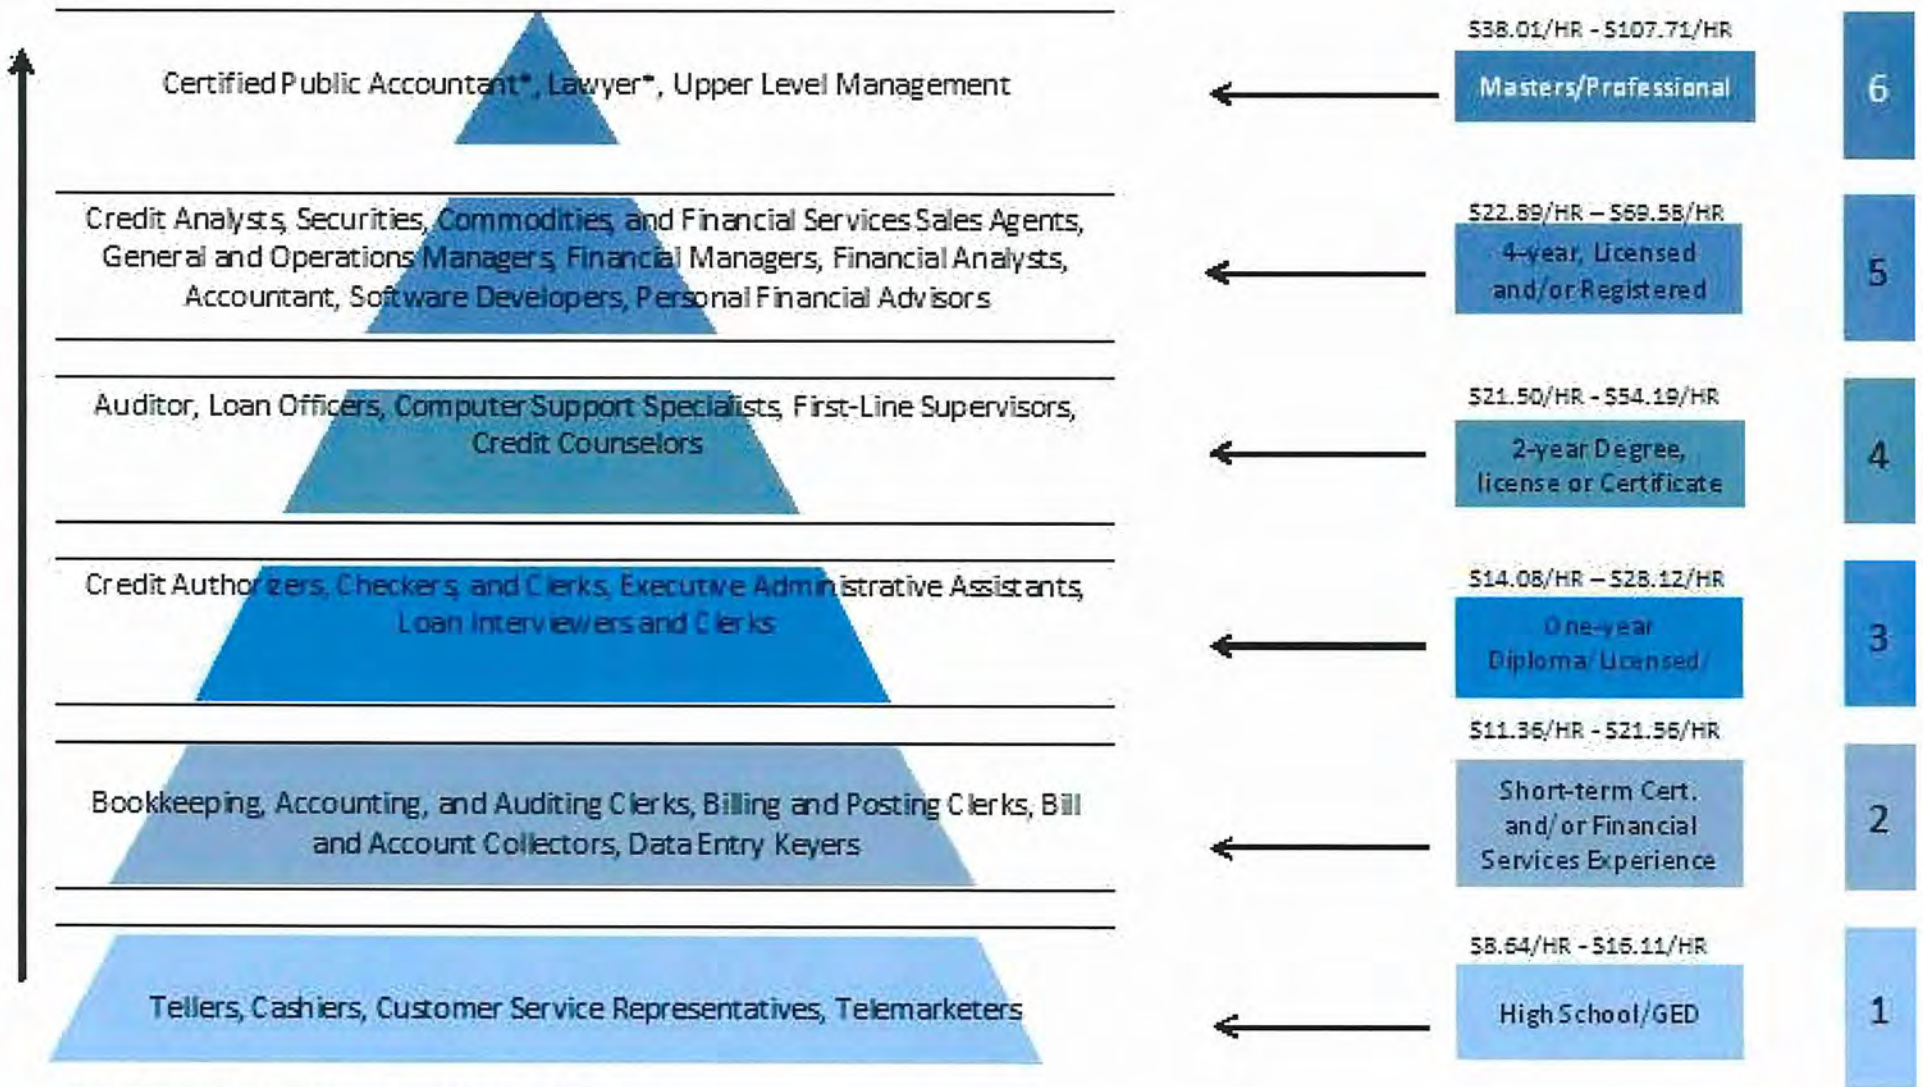 $38.01/HR - $107.71/HR
Certified Public Accountant*, Lawyer*, Upper Level Management
Masters/Professional
6
$22.89/HR – $69.58/HR
Credit Analysts, Securities, Commodities, and Financial Services Sales Agents,
General and Operations Managers, Financial Managers, Financial Analysts,
Accountant, Software Developers, Personal Financial Advisors
4-year, Licensed
and/or Registered
5
$21.50/HR - $54.19/HR
Auditor, Loan Officers, Computer Support Specialists, First-Line Supervisors,
Credit Counselors
2-year Degree,
license or Certificate
4
$14.08/HR – $28.12/HR
Credit Authorizers, Checkers, and Clerks, Executive Administrative Assistants,
Loan Interviewers and Clerks
One-year
Diploma/Licensed/
3
$11.36/HR - $21.56/HR
Bookkeeping, Accounting, and Auditing Clerks, Billing and Posting Clerks, Bill
and Account Collectors, Data Entry Keyers
Short-term Cert.
and/or Financial
Services Experience
2
$8.64/HR - $16.11/HR
Tellers, Cashiers, Customer Service Representatives, Telemarketers
High School/GED
1